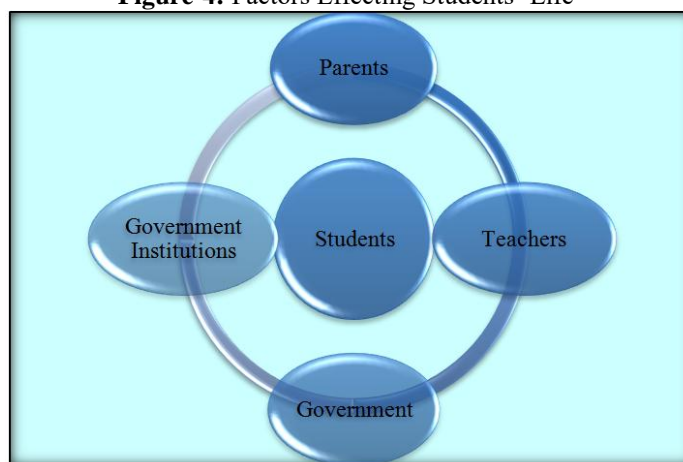 Figure 4: Factors Effecting Students' Life
Parents
Government
Institutions
Students
Teachers
Government